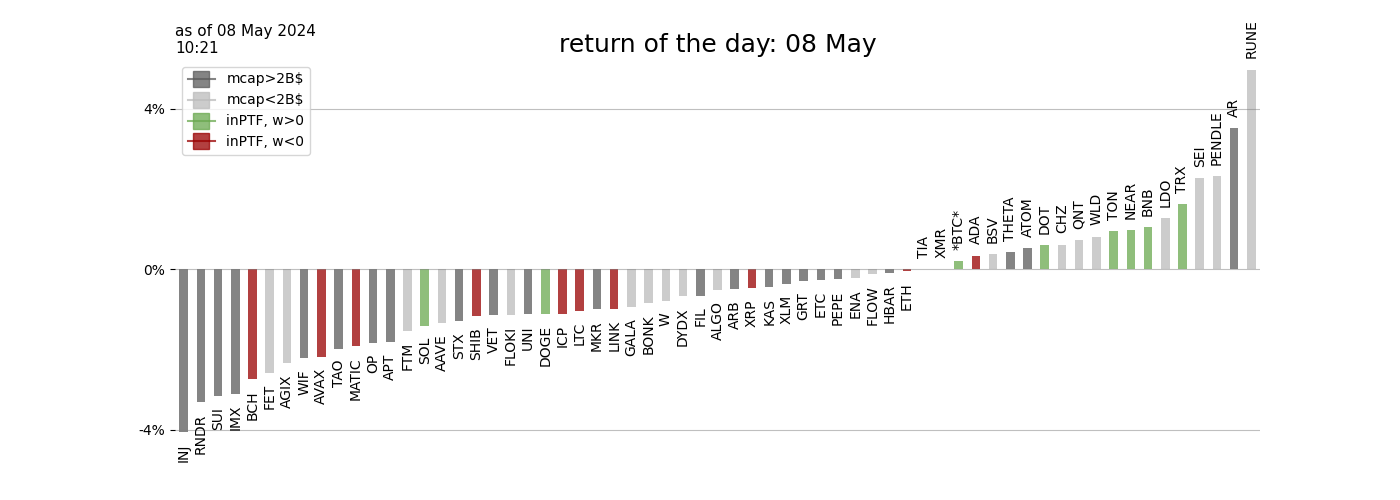 as of 08 May 2024
10:21
return of the day: 08 May
mcap>2B$
mcap<2B$
inPTF, w>0
inPTF, w<0
4%
0%
-4%
INJ
RNDR
SUI
IMX
BCH
FET
AGIX
WIF
AVAX
TAO
MATIC
OP
APT
FTM
SOL
AAVE
STX
SHIB
VET
FLOKI
UNI
DOGE
ICP
LTC
MKR
LINK
GALA
BONK
W
DYDX
FIL
ALGO
ARB
XRP
KAS
XLM
GRT
ETC
PEPE
ENA
FLOW
HBAR
ETH
TIA
XMR
*BTC*
ADA
BSV
THETA
ATOM
DOT
CHZ
QNT
WLD
TON
NEAR
BNB
LDO
TRX
SEI
PENDLE
AR
RUNE